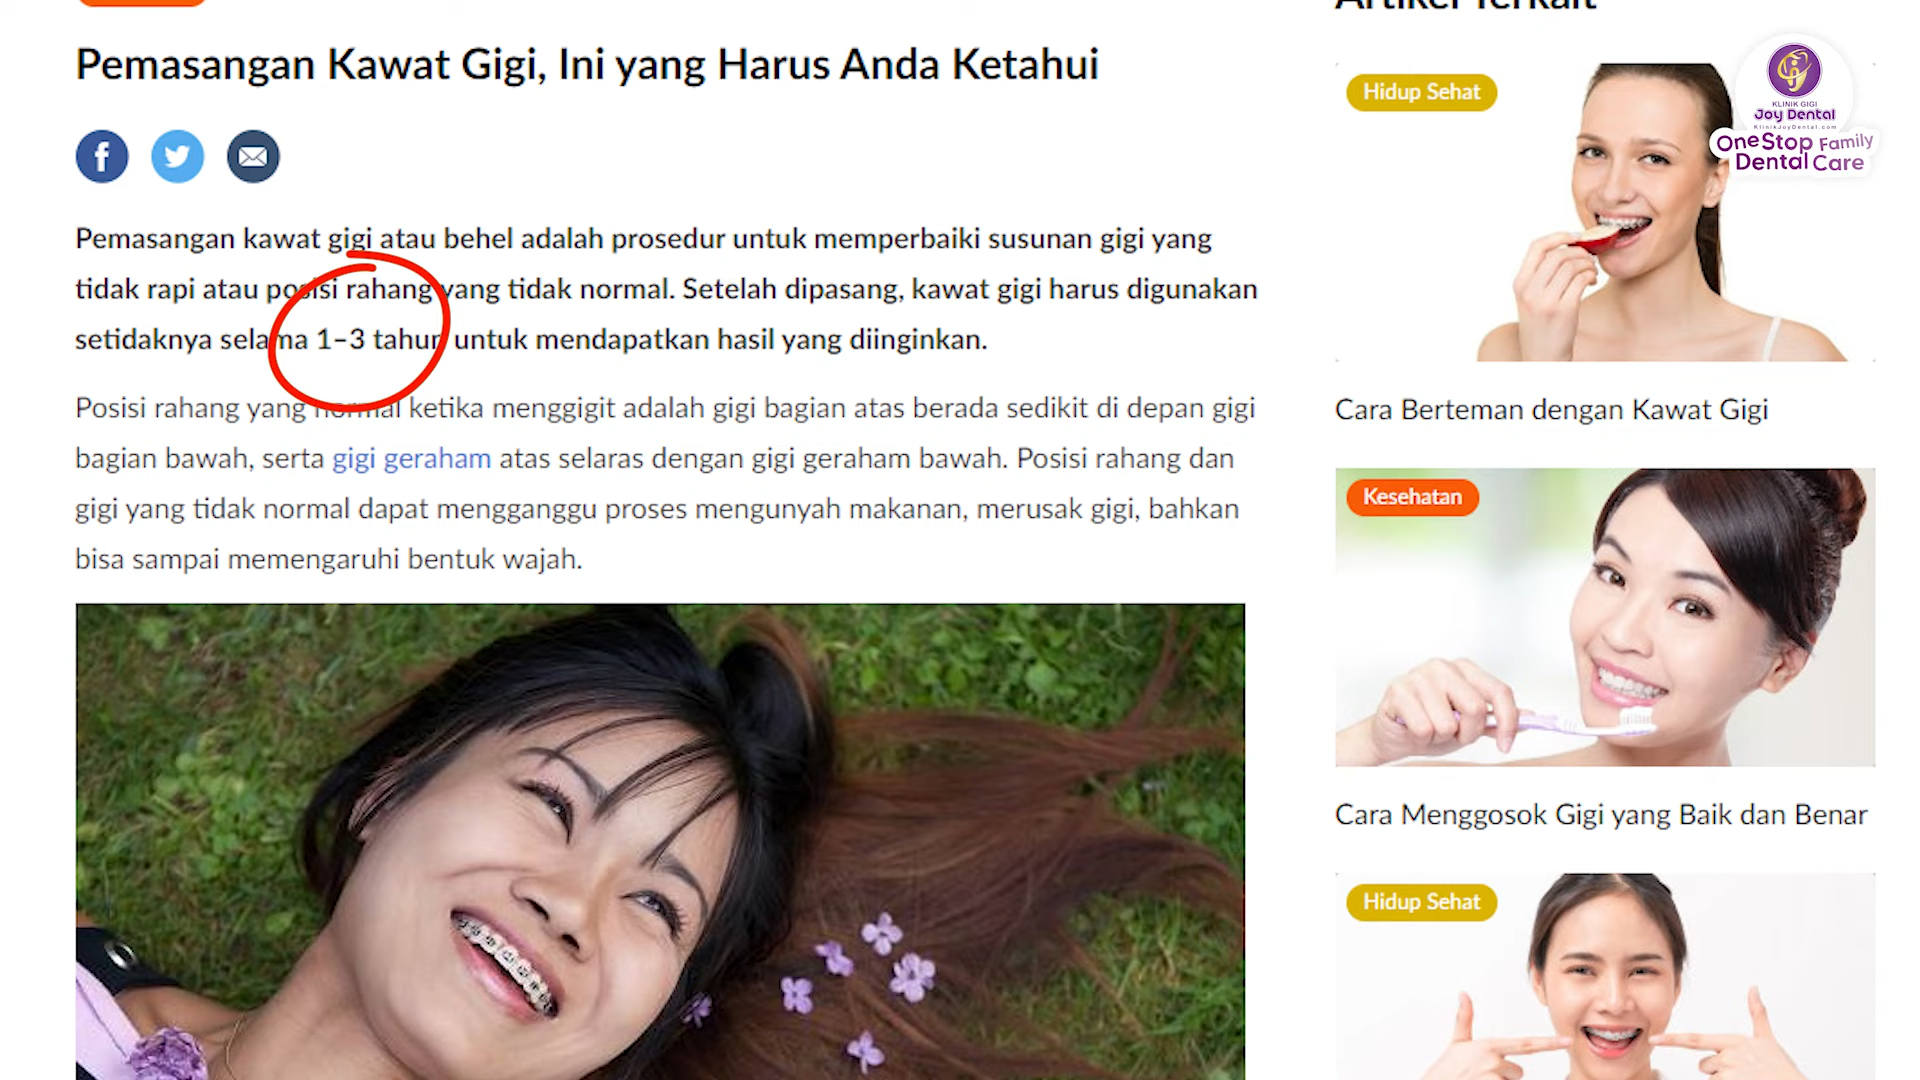 Artikel Terkait
Pemasangan Kawat Gigi, Ini yang Harus Anda Ketahui
Pemasangan kawat gigi atau behel adalah prosedur untuk memperbaiki susunan gigi yang
tidak rapi atau posisi rahang yang tidak normal. Setelah dipasang, kawat gigi harus digunakan
setidaknya selama 1–3 tahun untuk mendapatkan hasil yang diinginkan.
Posisi rahang yang normal ketika menggigit adalah gigi bagian atas berada sedikit di depan gigi
bagian bawah, serta gigi geraham atas selaras dengan gigi geraham bawah. Posisi rahang dan
gigi yang tidak normal dapat mengganggu proses mengunyah makanan, merusak gigi, bahkan
bisa sampai memengaruhi bentuk wajah.
Hidup Sehat
KLINIK GIGI
Joy Dental
KlinikJoyDental.com
OneStop Family
Dental Care
Cara Berteman dengan Kawat Gigi
Kesehatan
Cara Menggosok Gigi yang Baik dan Benar
Hidup Sehat